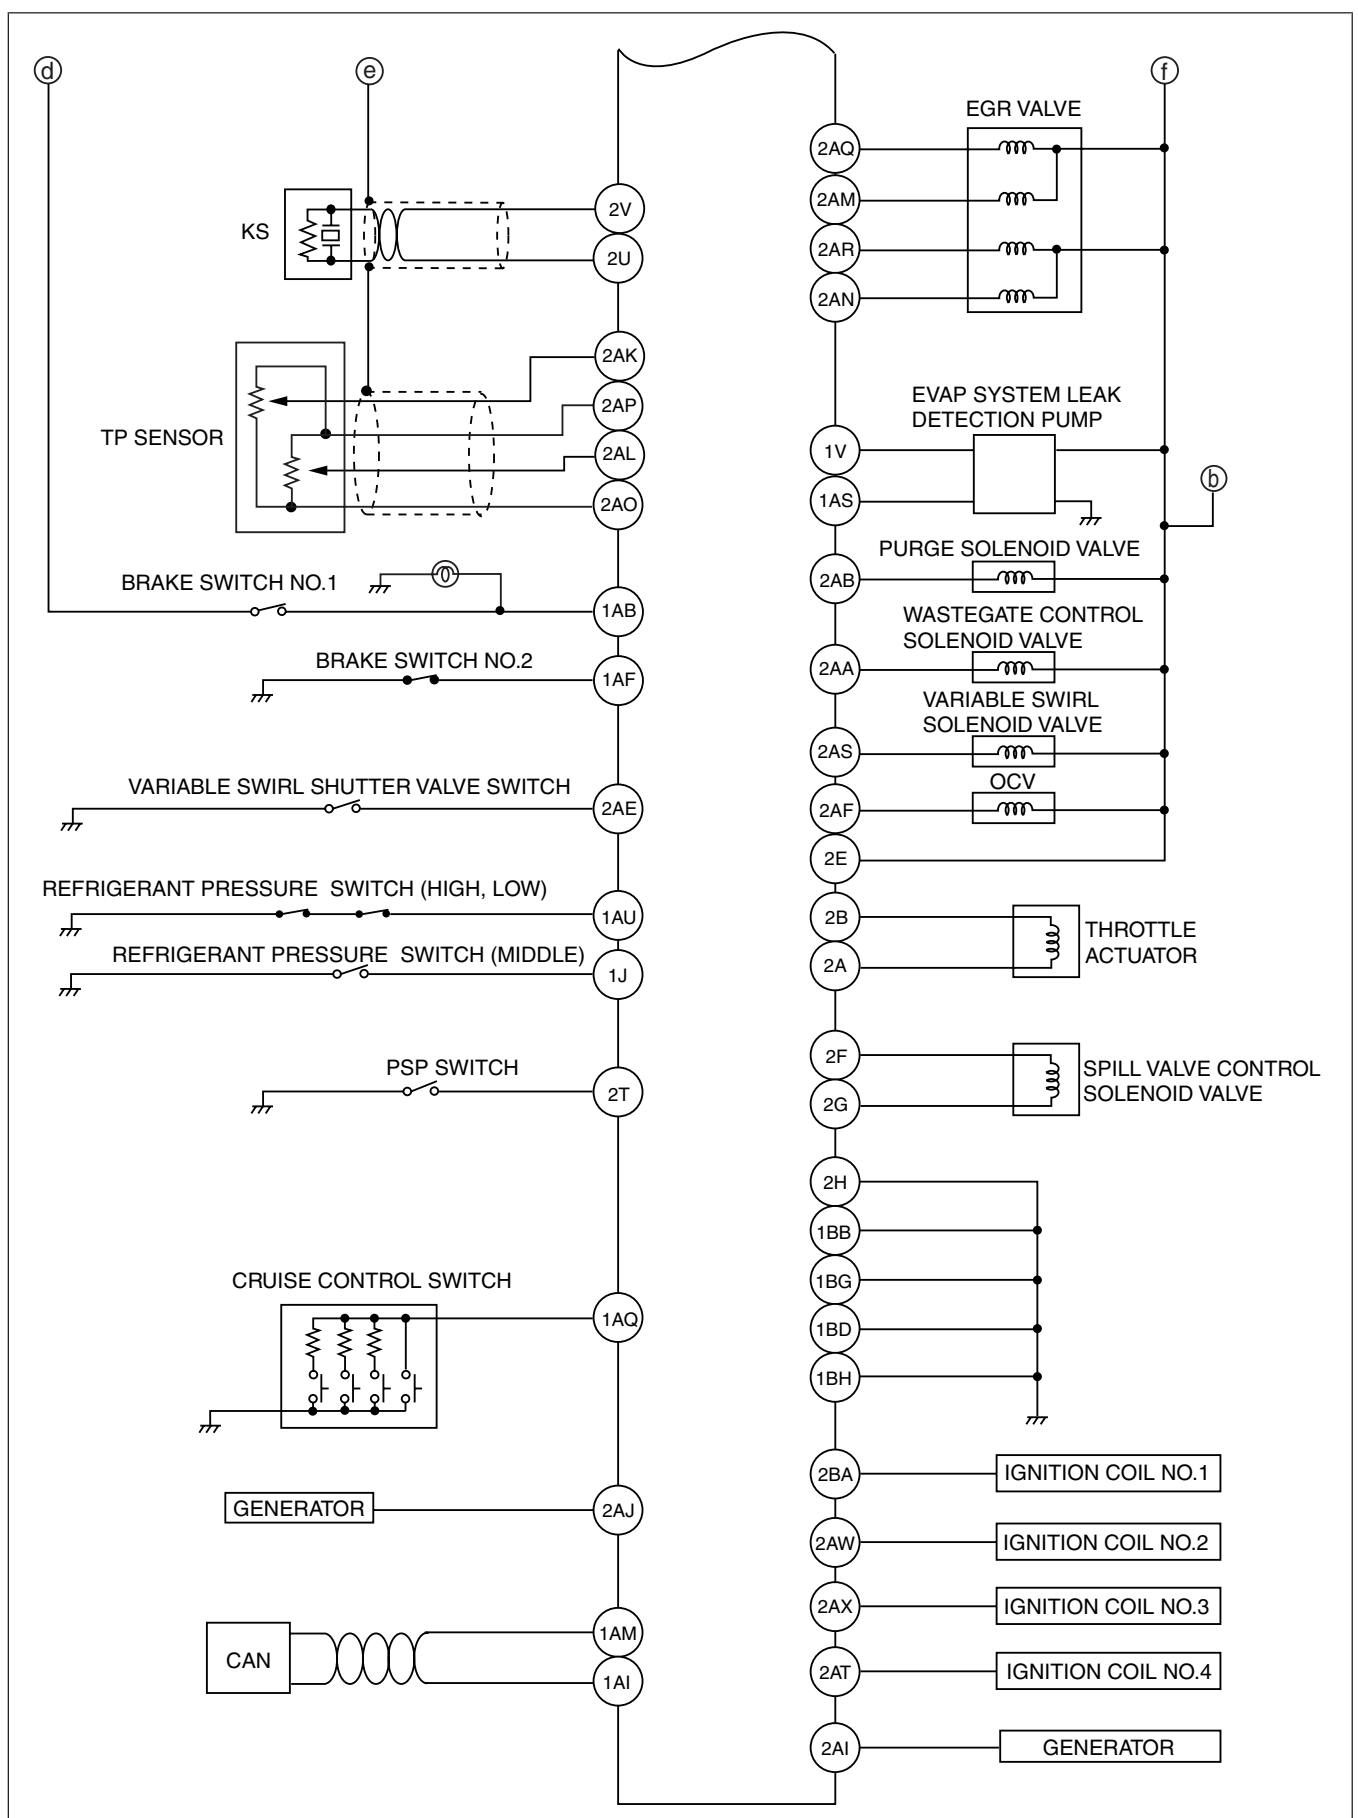 d
e
f
EGR VALVE
2AQ
2AM
2V
KS
2U
2AR
2AN
2AK
2AP
TP SENSOR
2AL
2AO
EVAP SYSTEM LEAK
DETECTION PUMP
1V
b
1AS
PURGE SOLENOID VALVE
2AB
BRAKE SWITCH NO.1
1AB
WASTEGATE CONTROL
SOLENOID VALVE
2AA
BRAKE SWITCH NO.2
1AF
VARIABLE SWIRL
SOLENOID VALVE
2AS
VARIABLE SWIRL SHUTTER VALVE SWITCH
2AE
OCV
2AF
2E
REFRIGERANT PRESSURE SWITCH (HIGH, LOW)
1AU
2B
THROTTLE
ACTUATOR
2A
REFRIGERANT PRESSURE SWITCH (MIDDLE)
1J
2F
SPILL VALVE CONTROL
SOLENOID VALVE
2G
PSP SWITCH
2T
2H
1BB
1BG
1BD
1BH
CRUISE CONTROL SWITCH
1AQ
2BA
IGNITION COIL NO.1
GENERATOR
2AJ
2AW
IGNITION COIL NO.2
2AX
IGNITION COIL NO.3
CAN
1AM
1AI
2AT
IGNITION COIL NO.4
2AI
GENERATOR